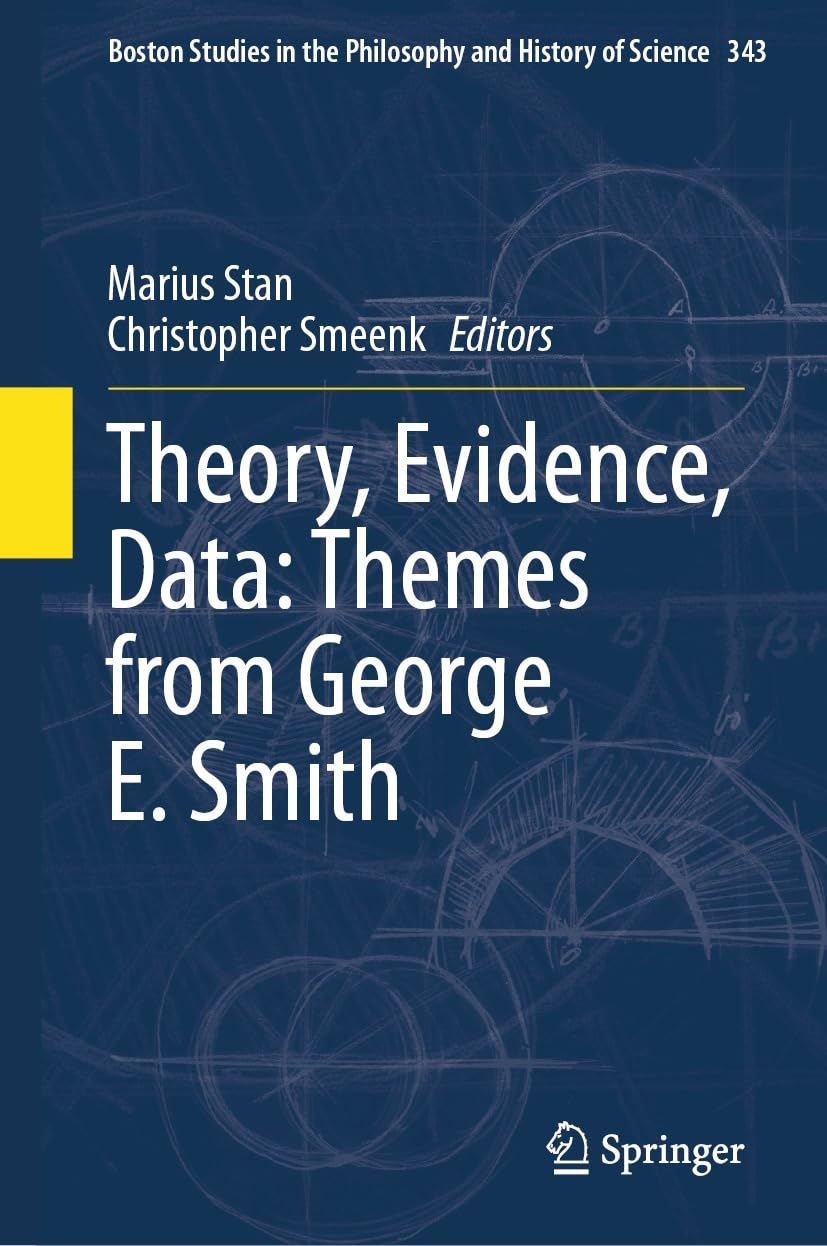 Boston Studies in the Philosophy and History of Science 343
Marius Stan
Christopher Smeenk Editors
Theory, Evidence,
Data: Themes
from George
E. Smith
Springer